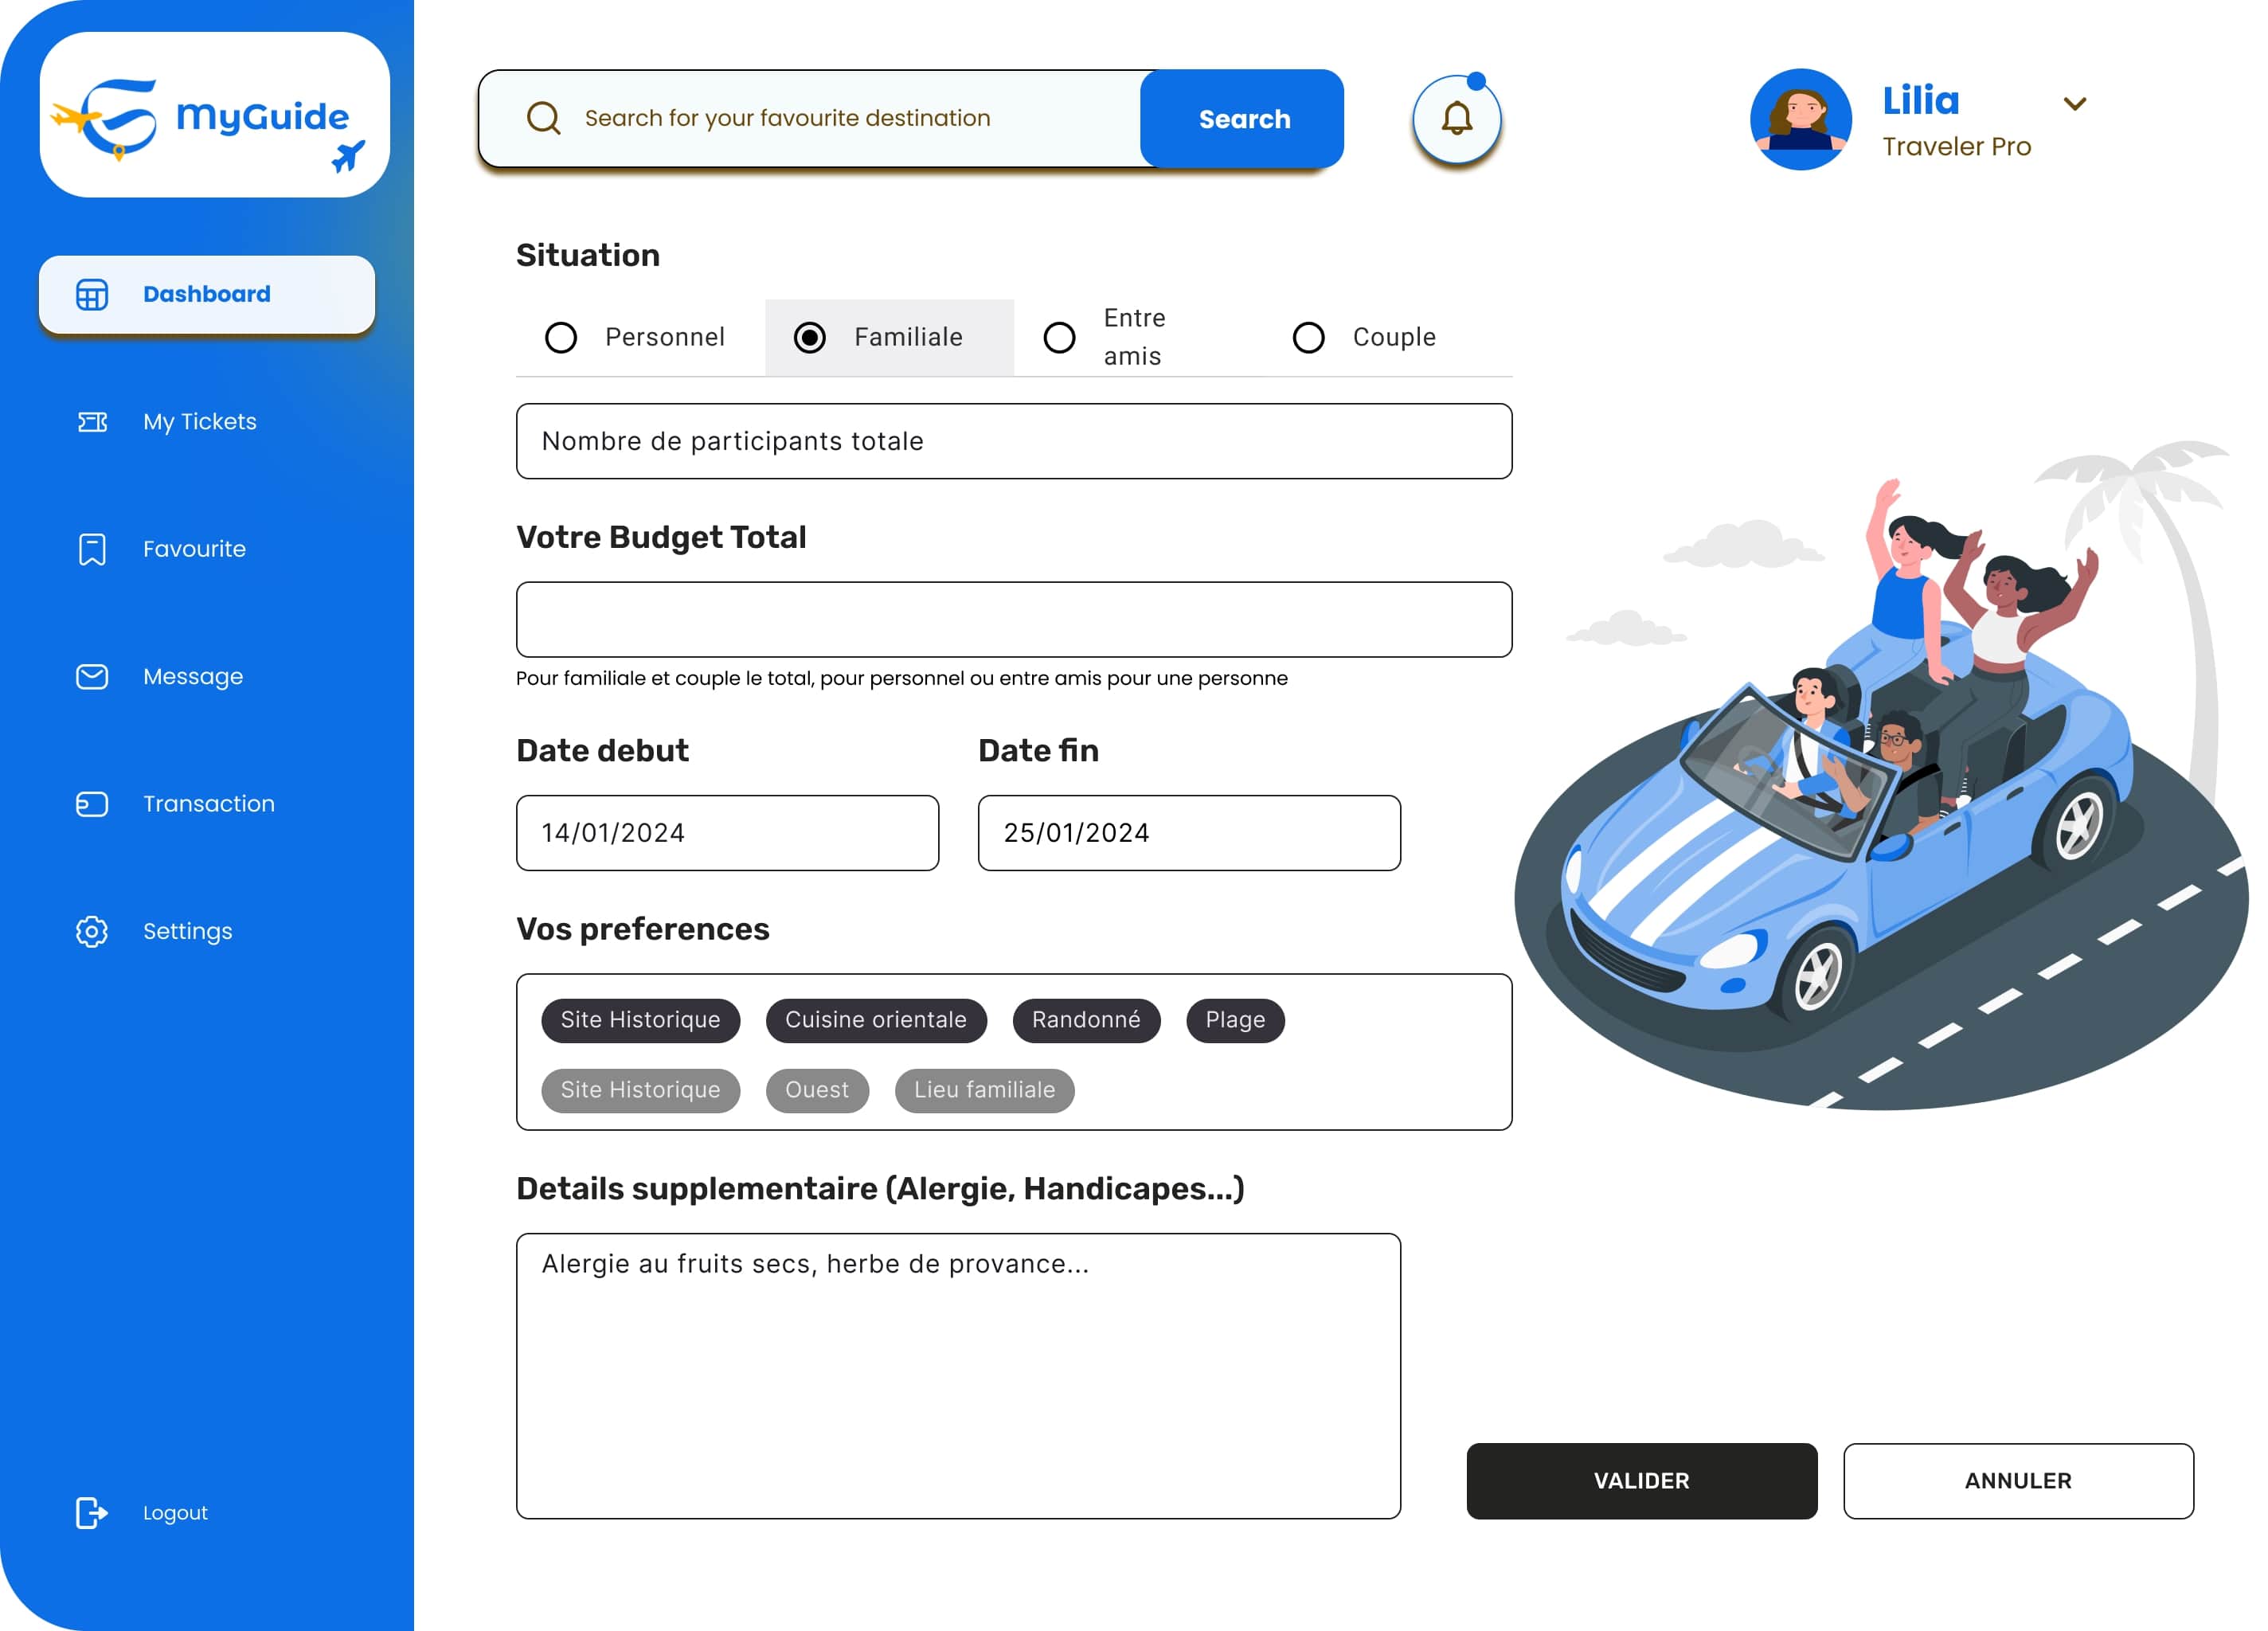 myGuide
Search for your favourite destination
Search
Lilia
Traveler Pro
Dashboard
My Tickets
Favourite
Message
Transaction
Settings
Logout
Situation
Personnel
Familiale
Entre
amis
Couple
Nombre de participants totale
Votre Budget Total
Pour familiale et couple le total, pour personnel ou entre amis pour une personne
Date debut
Date fin
14/01/2024
25/01/2024
Vos preferences
Site Historique
Cuisine orientale
Randonné
Plage
Site Historique
Ouest
Lieu familiale
Details supplementaire (Alergie, Handicapes...)
Alergie au fruits secs, herbe de provance...
VALIDER
ANNULER